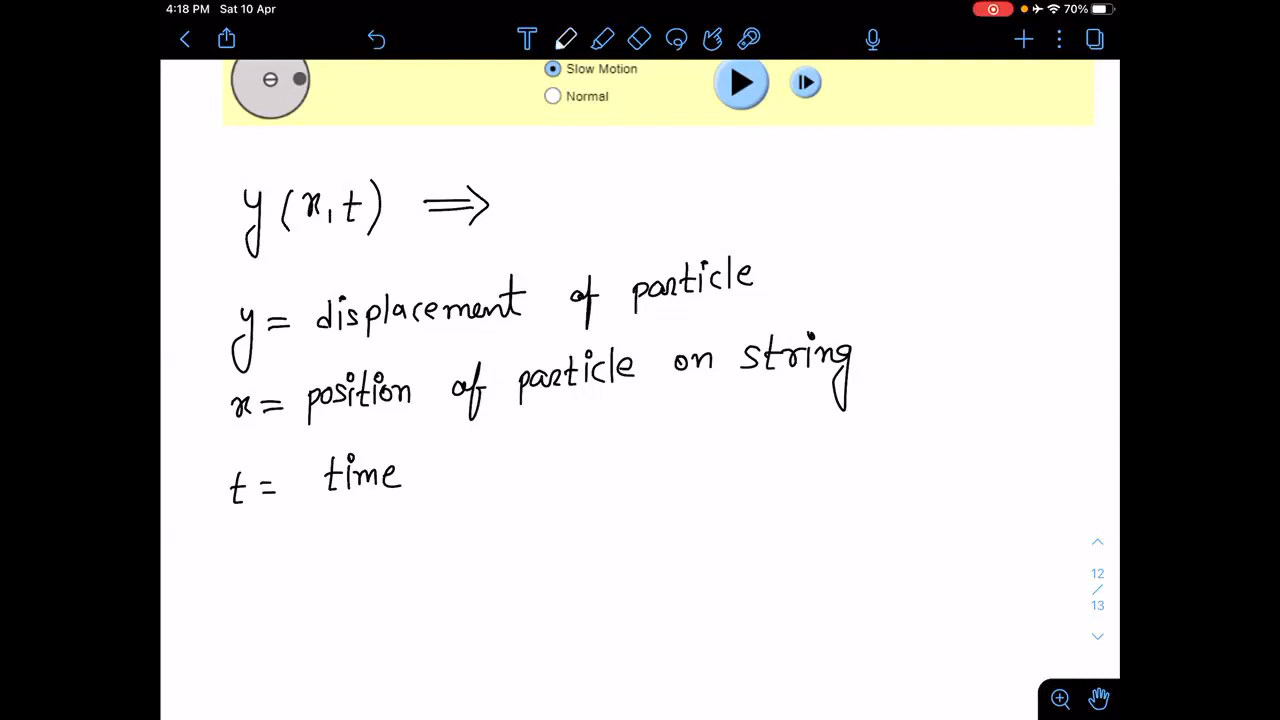 4:18 PM Sat 10 Apr 70%
Slow Motion
Normal
y(x,t) ⇒
y = displacement of particle
x = position of particle on string
t = time
12
/
13